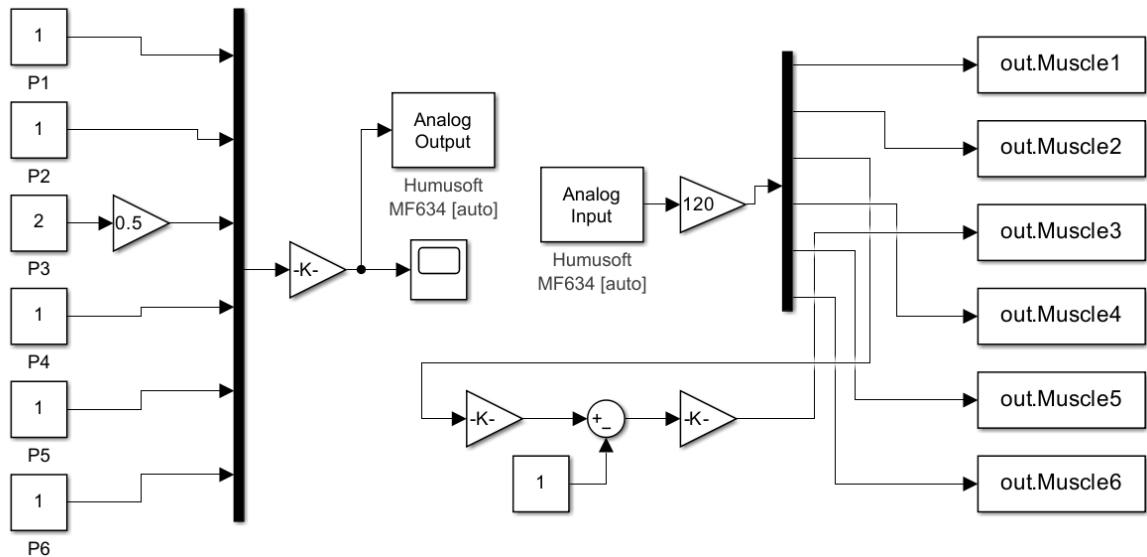 1
P1
1
P2
2
0.5
P3
1
P4
1
P5
1
P6
-K-
Analog
Output
Humusoft
MF634 [auto]
Analog
Input
Humusoft
MF634 [auto]
120
-K-
+
_
1
-K-
out.Muscle1
out.Muscle2
out.Muscle3
out.Muscle4
out.Muscle5
out.Muscle6